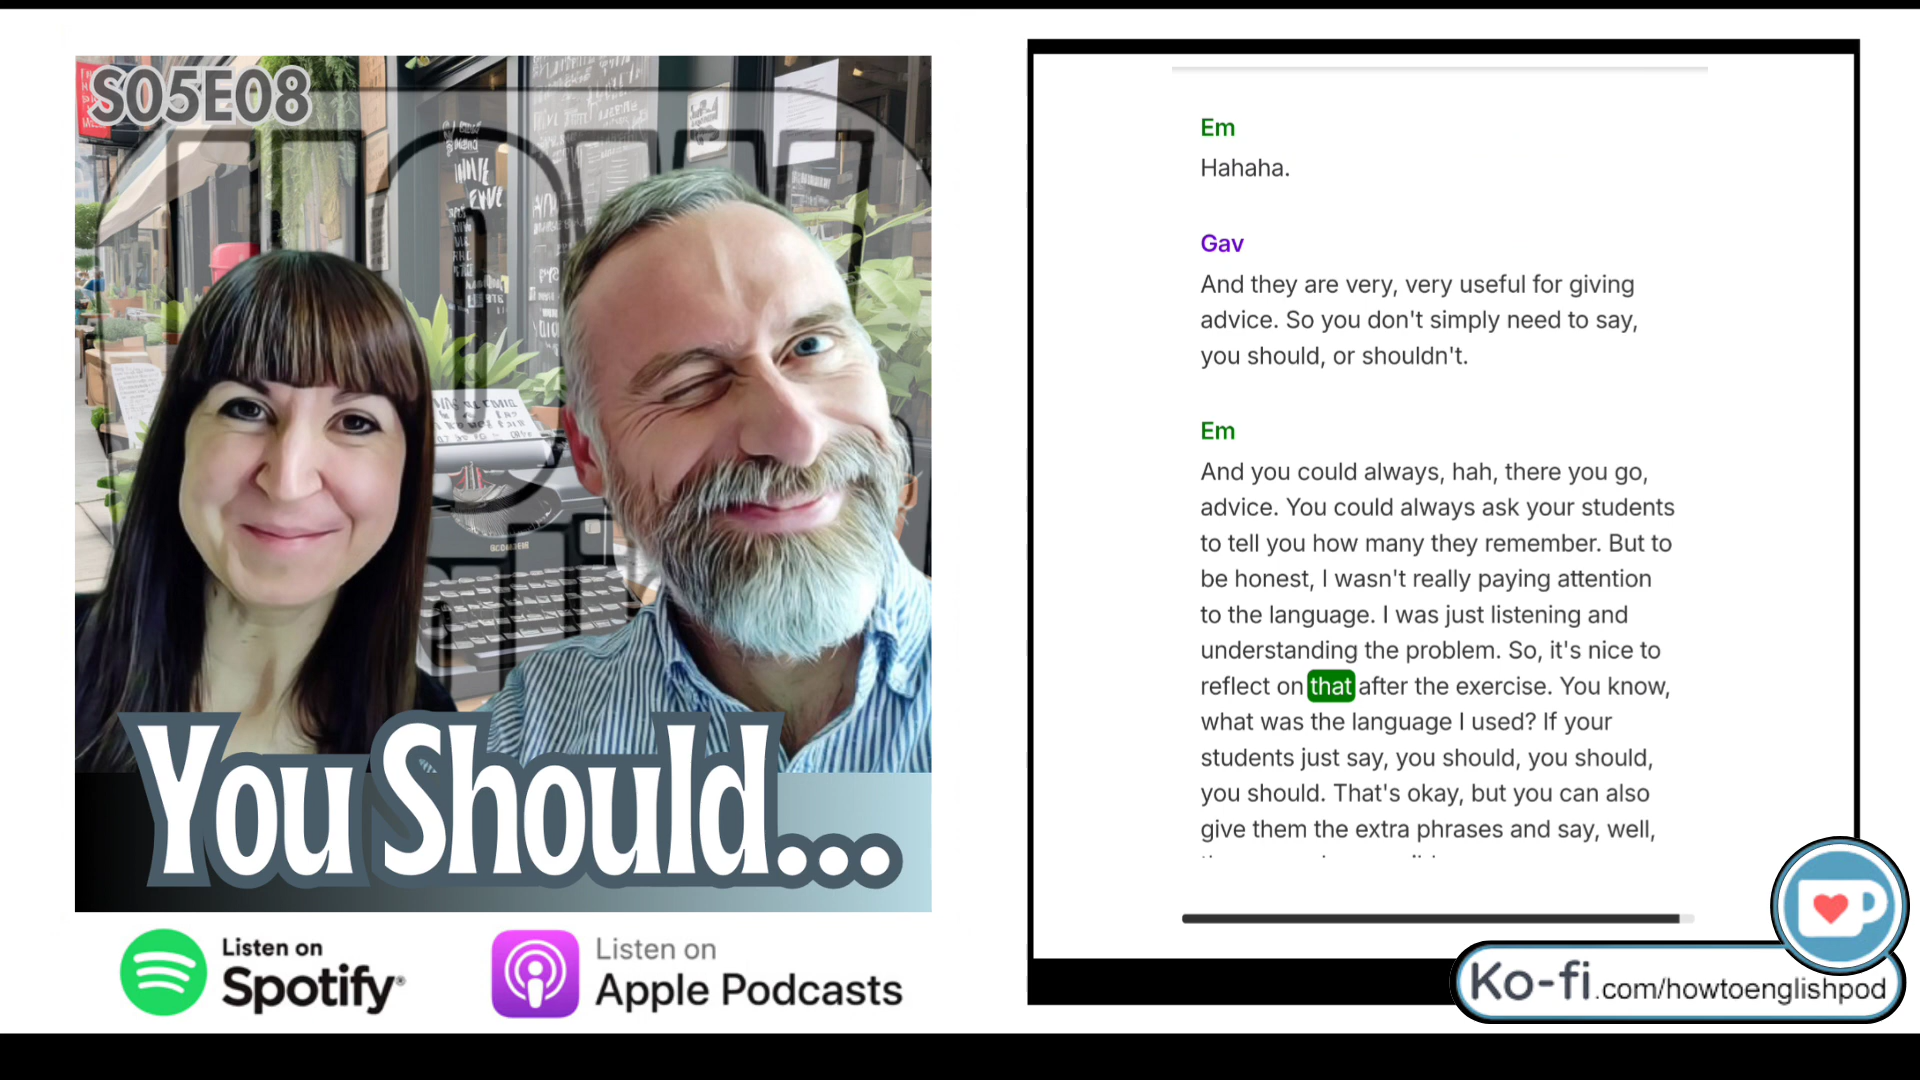 S05E08
You Should...
Listen on
Spotify
Listen on
Apple Podcasts
Em
Hahaha.
Gav
And they are very, very useful for giving
advice. So you don't simply need to say,
you should, or shouldn't.
Em
And you could always, hah, there you go,
advice. You could always ask your students
to tell you how many they remember. But to
be honest, I wasn't really paying attention
to the language. I was just listening and
understanding the problem. So, it's nice to
reflect on that after the exercise. You know,
what was the language I used? If your
students just say, you should, you should,
you should. That's okay, but you can also
give them the extra phrases and say, well,
Ko-fi.com/howtoenglishpod